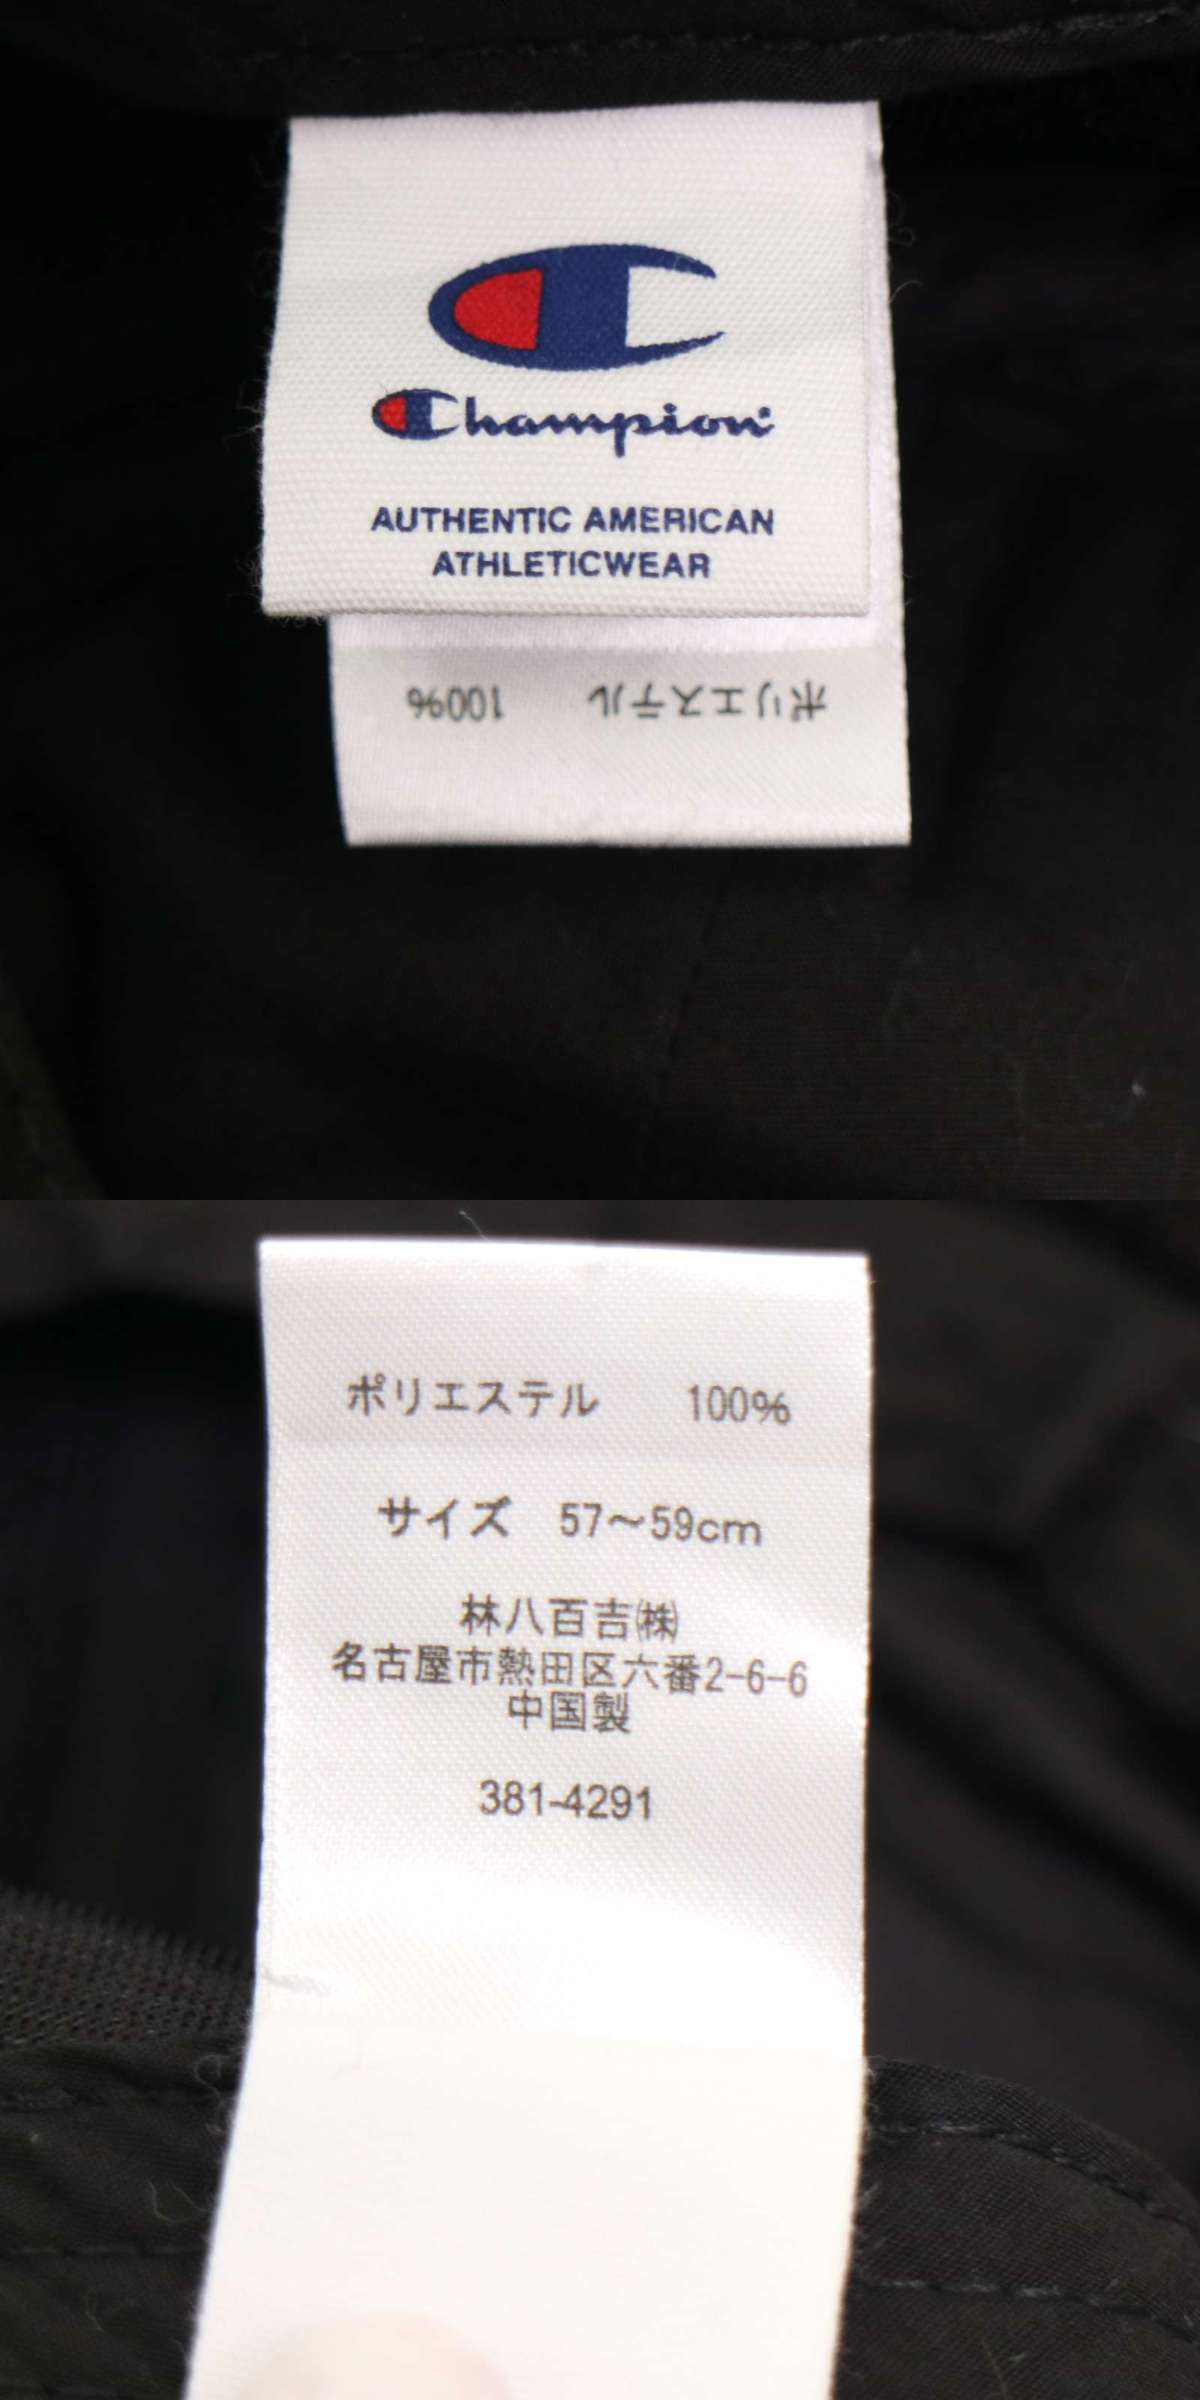 Champion
AUTHENTIC AMERICAN
ATHLETICWEAR
ポリエステル 100%
ポリエステル 100%
サイズ 57～59cm
林八百吉㈱
名古屋市熱田区六番2-6-6
中国製
381-4291